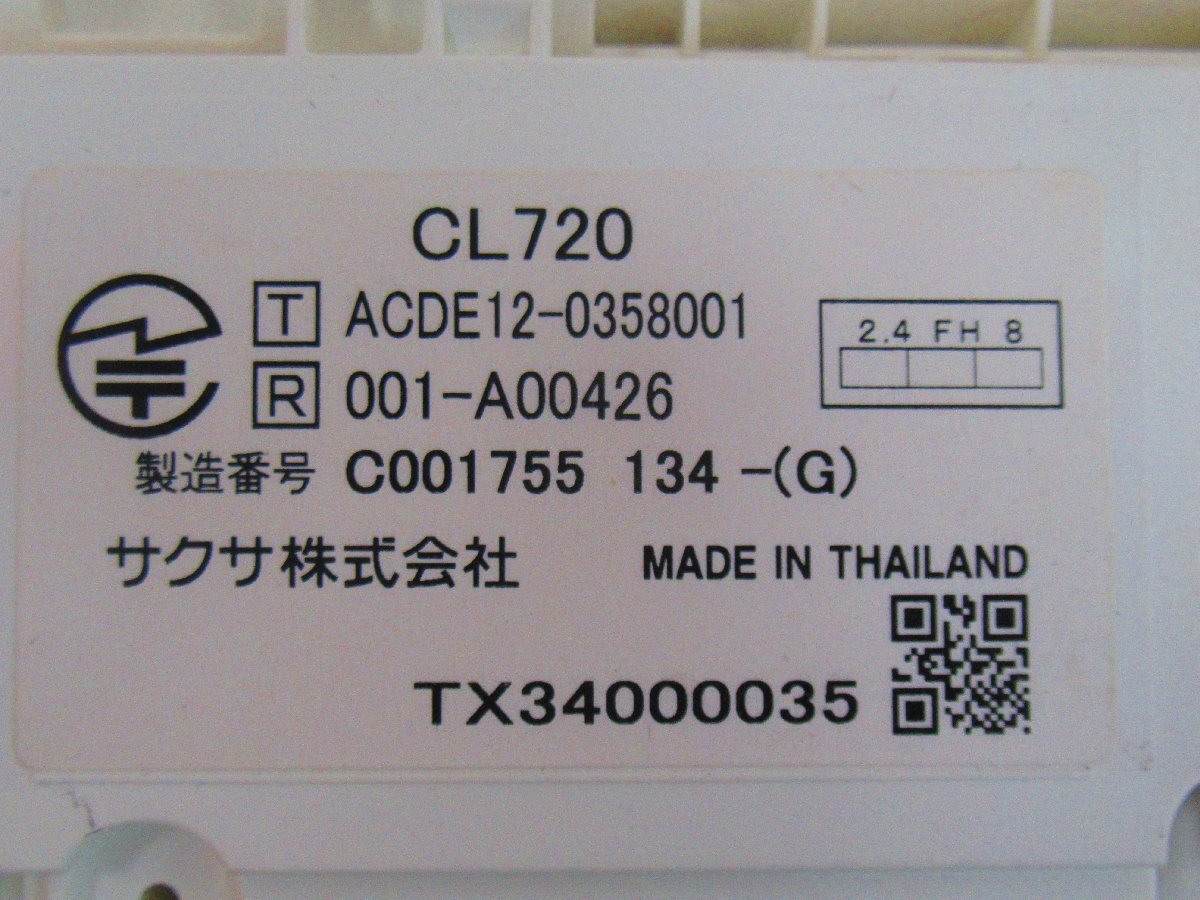 CL720
T ACDE12-0358001
2.4 FH 8
R 001-A00426
製造番号 C001755 134 -(G)
サクサ株式会社 MADE IN THAILAND
TX34000035